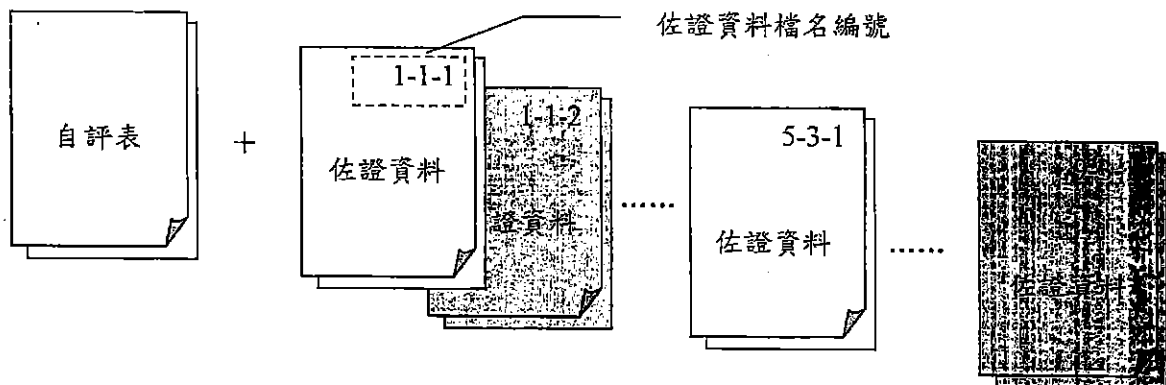 佐證資料檔名編號
自評表
+
1-1-1
佐證資料
1-1-2
證資料
......
5-3-1
佐證資料
......
佐證資料